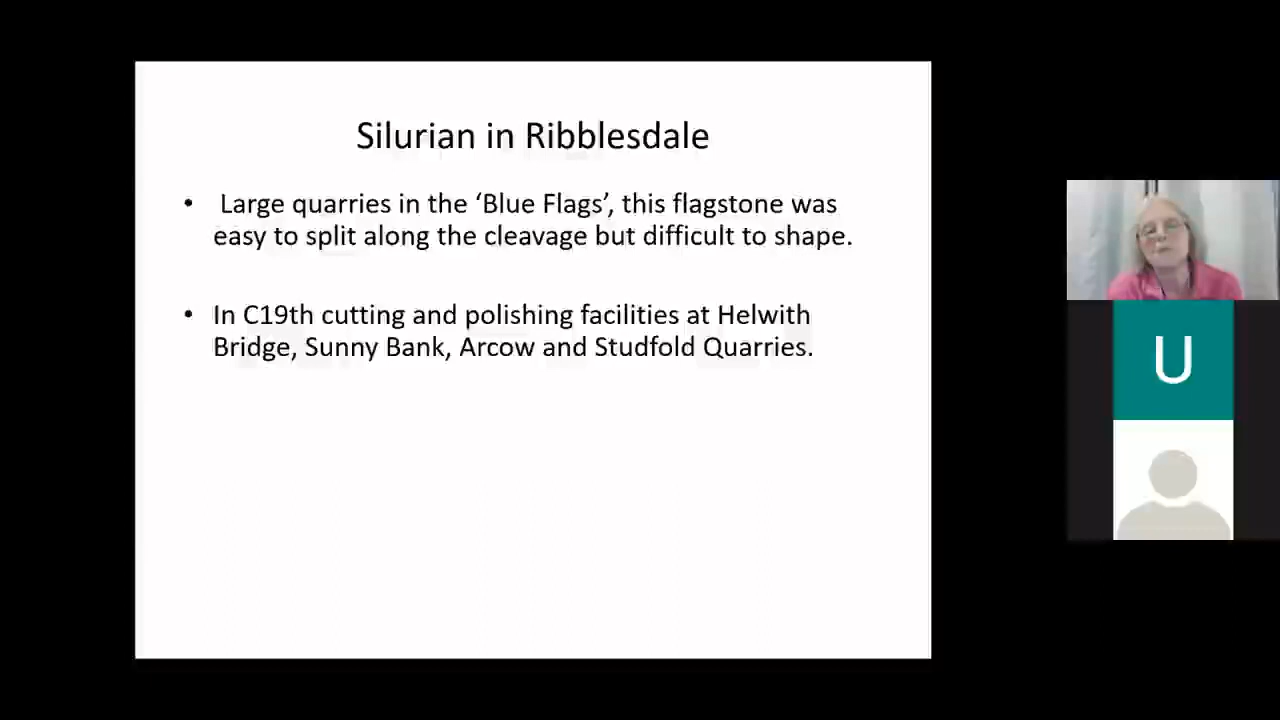 Silurian in Ribblesdale
• Large quarries in the ‘Blue Flags’, this flagstone was
easy to split along the cleavage but difficult to shape.
• In C19th cutting and polishing facilities at Helwith
Bridge, Sunny Bank, Arcow and Studfold Quarries.
U